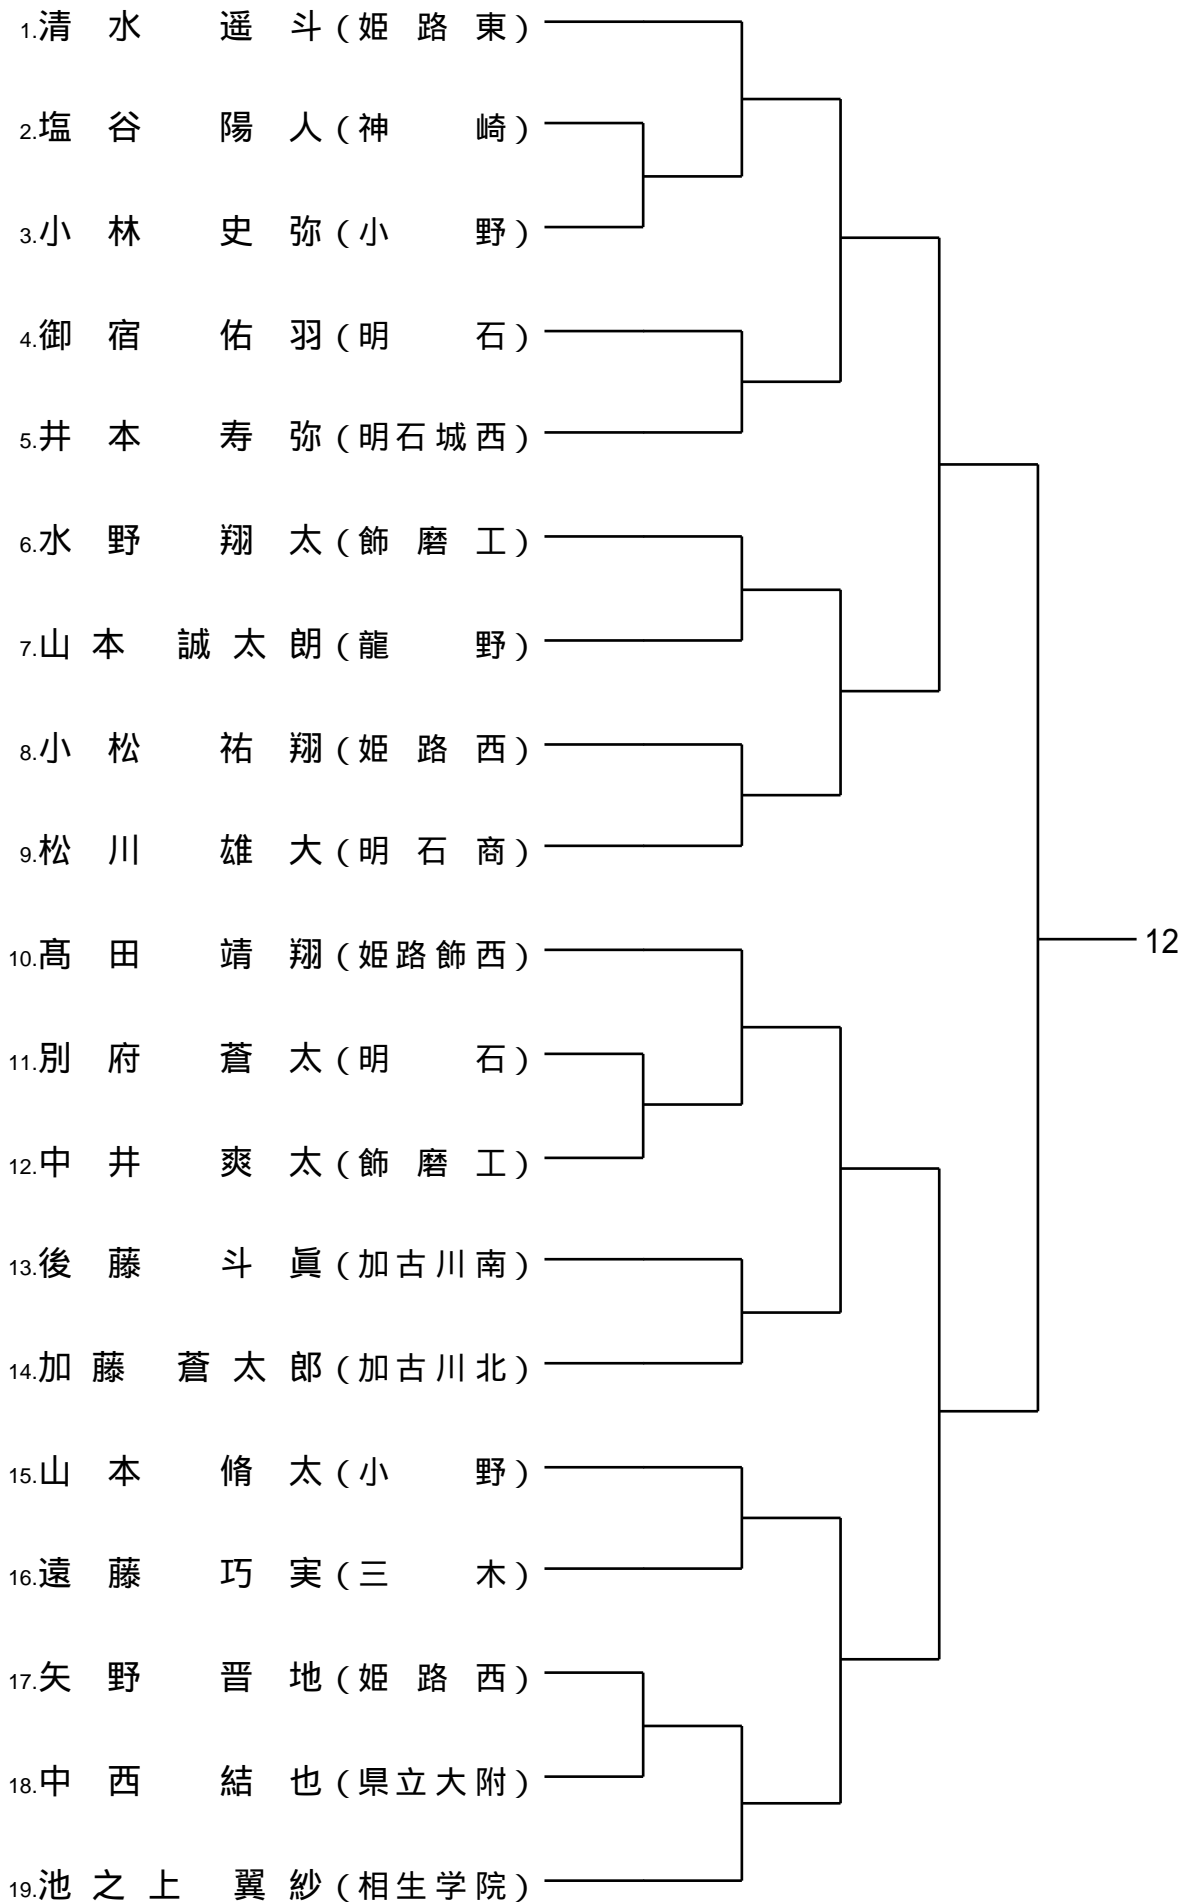 1.清水 遥斗(姫路東)
2.塩谷 陽人(神崎)
3.小林 史弥(小野)
4.御宿 佑羽(明石)
5.井本 寿弥(明石城西)
6.水野 翔太(飾磨工)
7.山本 誠太朗(龍野)
8.小松 祐翔(姫路西)
9.松川 雄大(明石商)
10.髙田 靖翔(姫路飾西)
12
11.別府 蒼太(明石)
12.中井 爽太(飾磨工)
13.後藤 斗眞(加古川南)
14.加藤 蒼太郎(加古川北)
15.山本 脩太(小野)
16.遠藤 巧実(三木)
17.矢野 晋地(姫路西)
18.中西 結也(県立大附)
19.池之上 翼紗(相生学院)